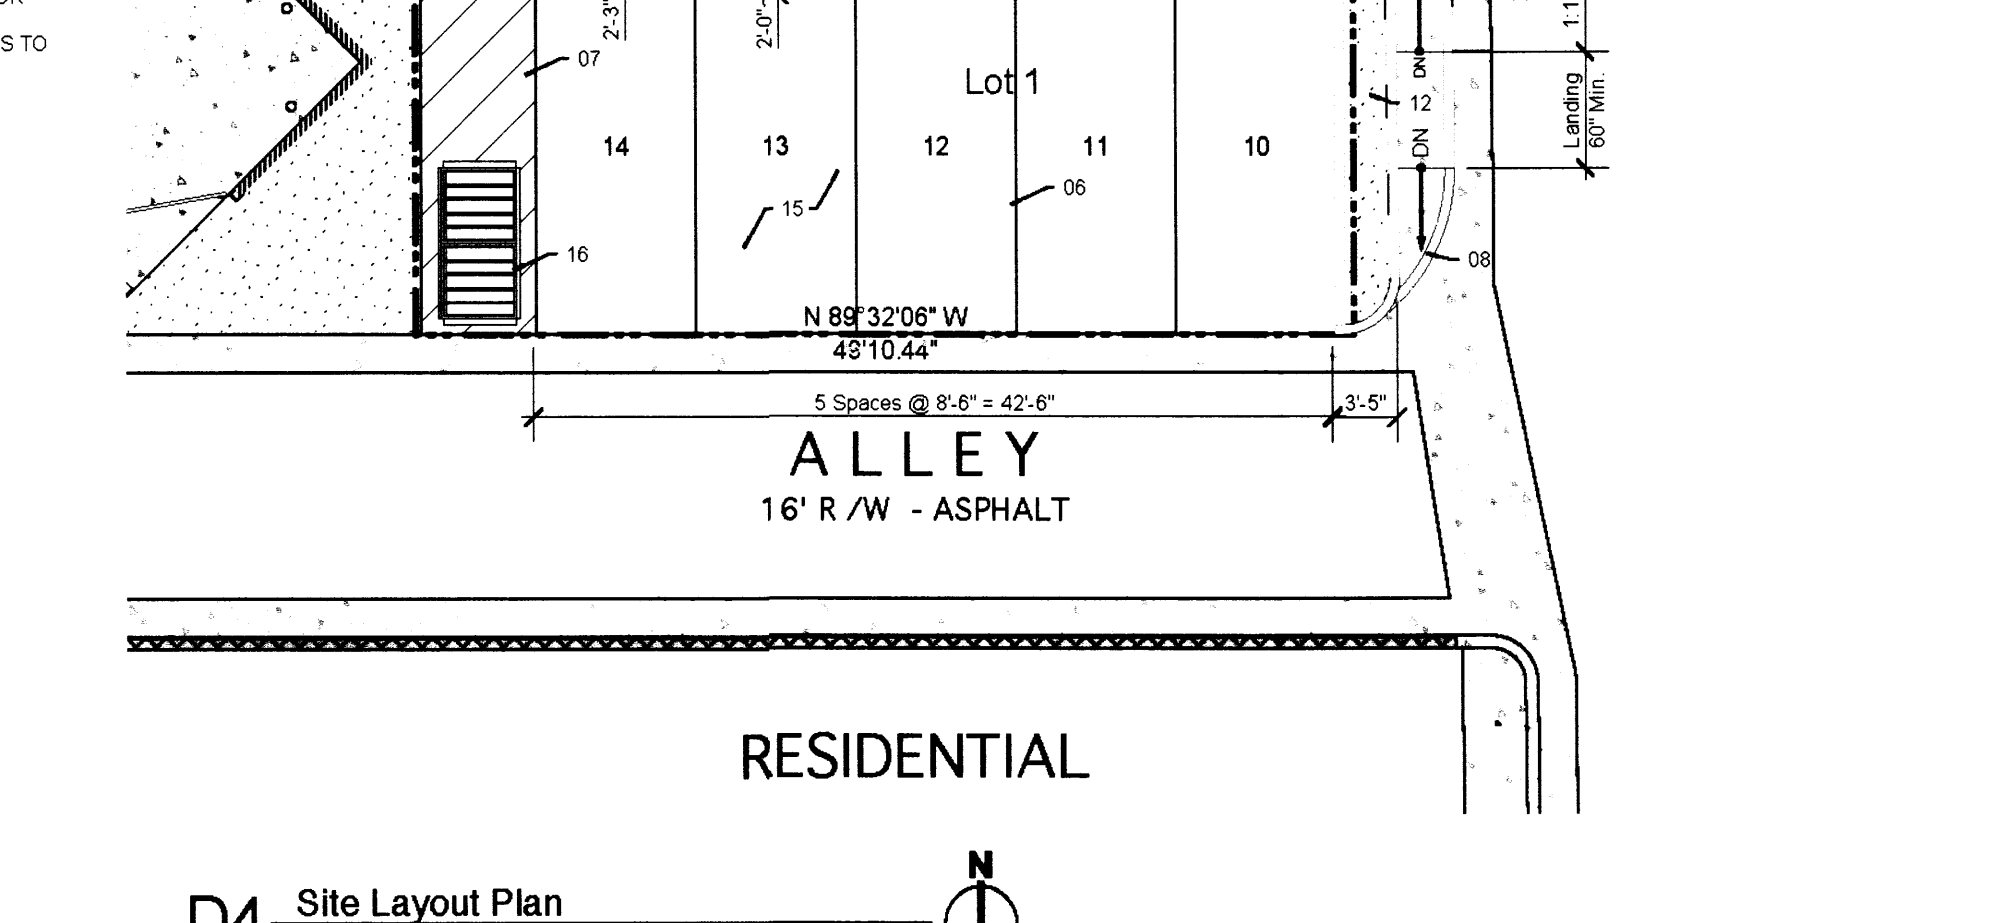 S TO
2'-3"
2'-0"
07
Lot 1
DN
12
1:1
Landing
60" Min.
14
13
12
11
10
DN
15
06
16
08
N 89°32'06" W
49'10.44"
5 Spaces @ 8'-6" = 42'-6"
3'-5"
ALLEY
16' R /W - ASPHALT
RESIDENTIAL
N
D4
Site Layout Plan